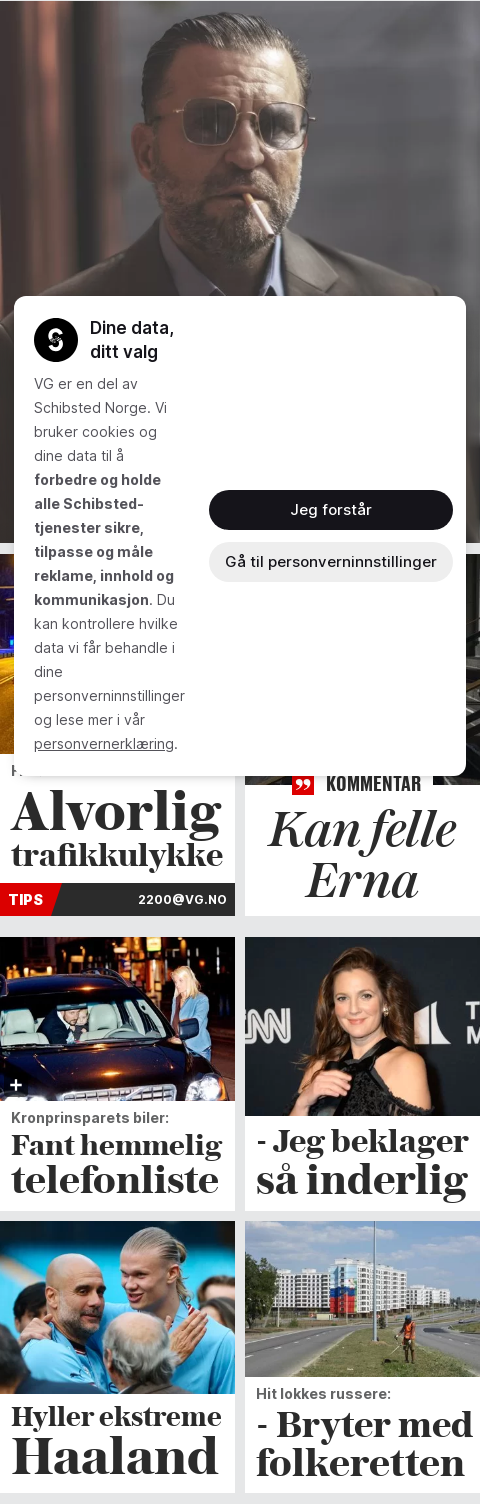 Dine data,
ditt valg
VG er en del av
Schibsted Norge. Vi
bruker cookies og
dine data til å
forbedre og holde
alle Schibsted-
tjenester sikre,
tilpasse og måle
reklame, innhold og
kommunikasjon. Du
kan kontrollere hvilke
data vi får behandle i
dine
personverninnstillinger
og lese mer i vår
personvernerklæring.
Jeg forstår
Gå til personverninnstillinger
Alvorlig
trafikkulykke
TIPS 2200@VG.NO
KOMMENTAR
Kan felle
Erna
CNN
Kronprinsparets biler:
Fant hemmelig
telefonliste
- Jeg beklager
så inderlig
Hyller ekstreme
Haaland
Hit lokkes russere:
- Bryter med
folkeretten